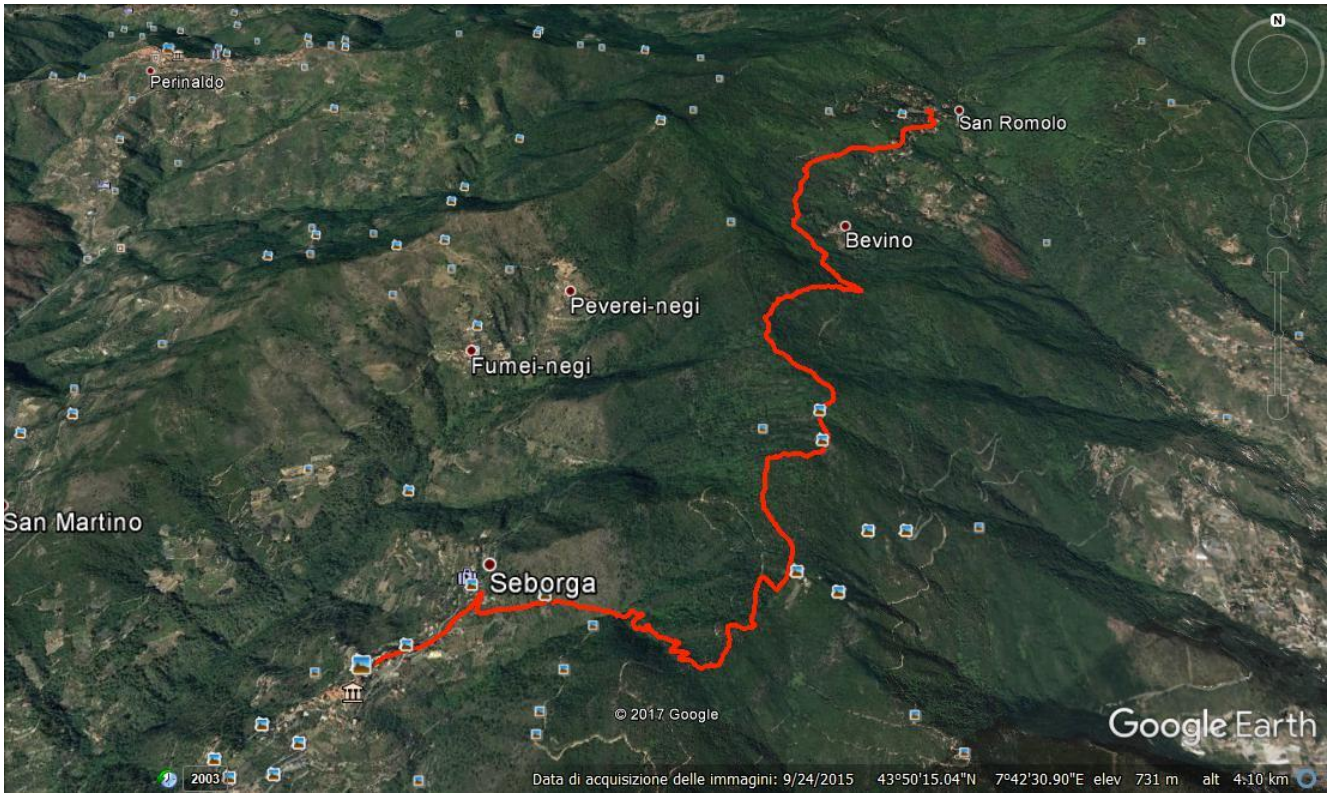 N
Perinaldo
San Romolo
Bevino
Peverei-negi
Fumei-negi
San Martino
Seborga
© 2017 Google
Google Earth
2003
Data di acquisizione delle immagini: 9/24/2015 43°50'15.04"N 7°42'30.90"E elev 731 m alt 4.10 km